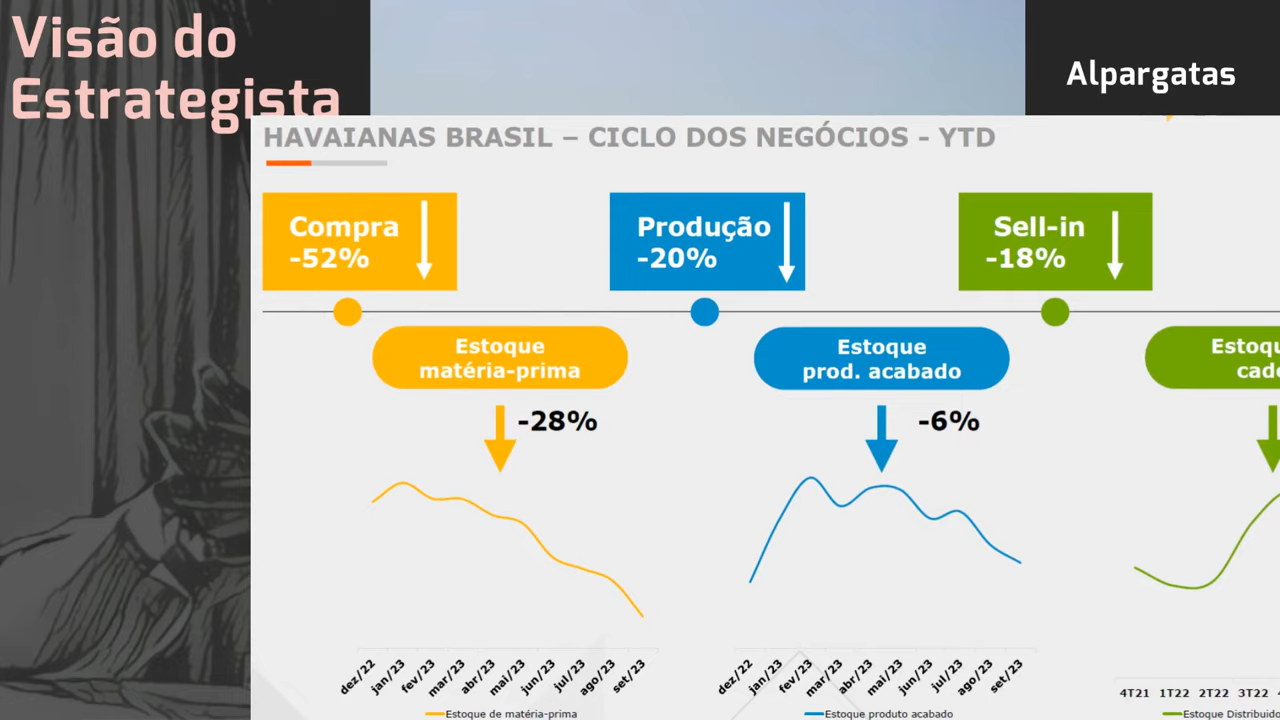 Visão do
Estrategista
Alpargatas
HAVAIANAS BRASIL – CICLO DOS NEGÓCIOS - YTD
Compra
-52%
Produção
-20%
Sell-in
-18%
Estoque
matéria-prima
Estoque
prod. acabado
-28%
-6%
dez/22 jan/23 fev/23 mar/23 abr/23 mai/23 jun/23 jul/23 ago/23 set/23
dez/22 jan/23 fev/23 mar/23 abr/23 mai/23 jun/23 jul/23 ago/23 set/23
4T21 1T22 2T22 3T22
Estoque de matéria-prima
Estoque produto acabado
Estoque Distribuido